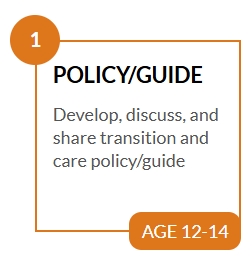 1
POLICY/GUIDE
Develop, discuss, and
share transition and
care policy/guide
AGE 12-14